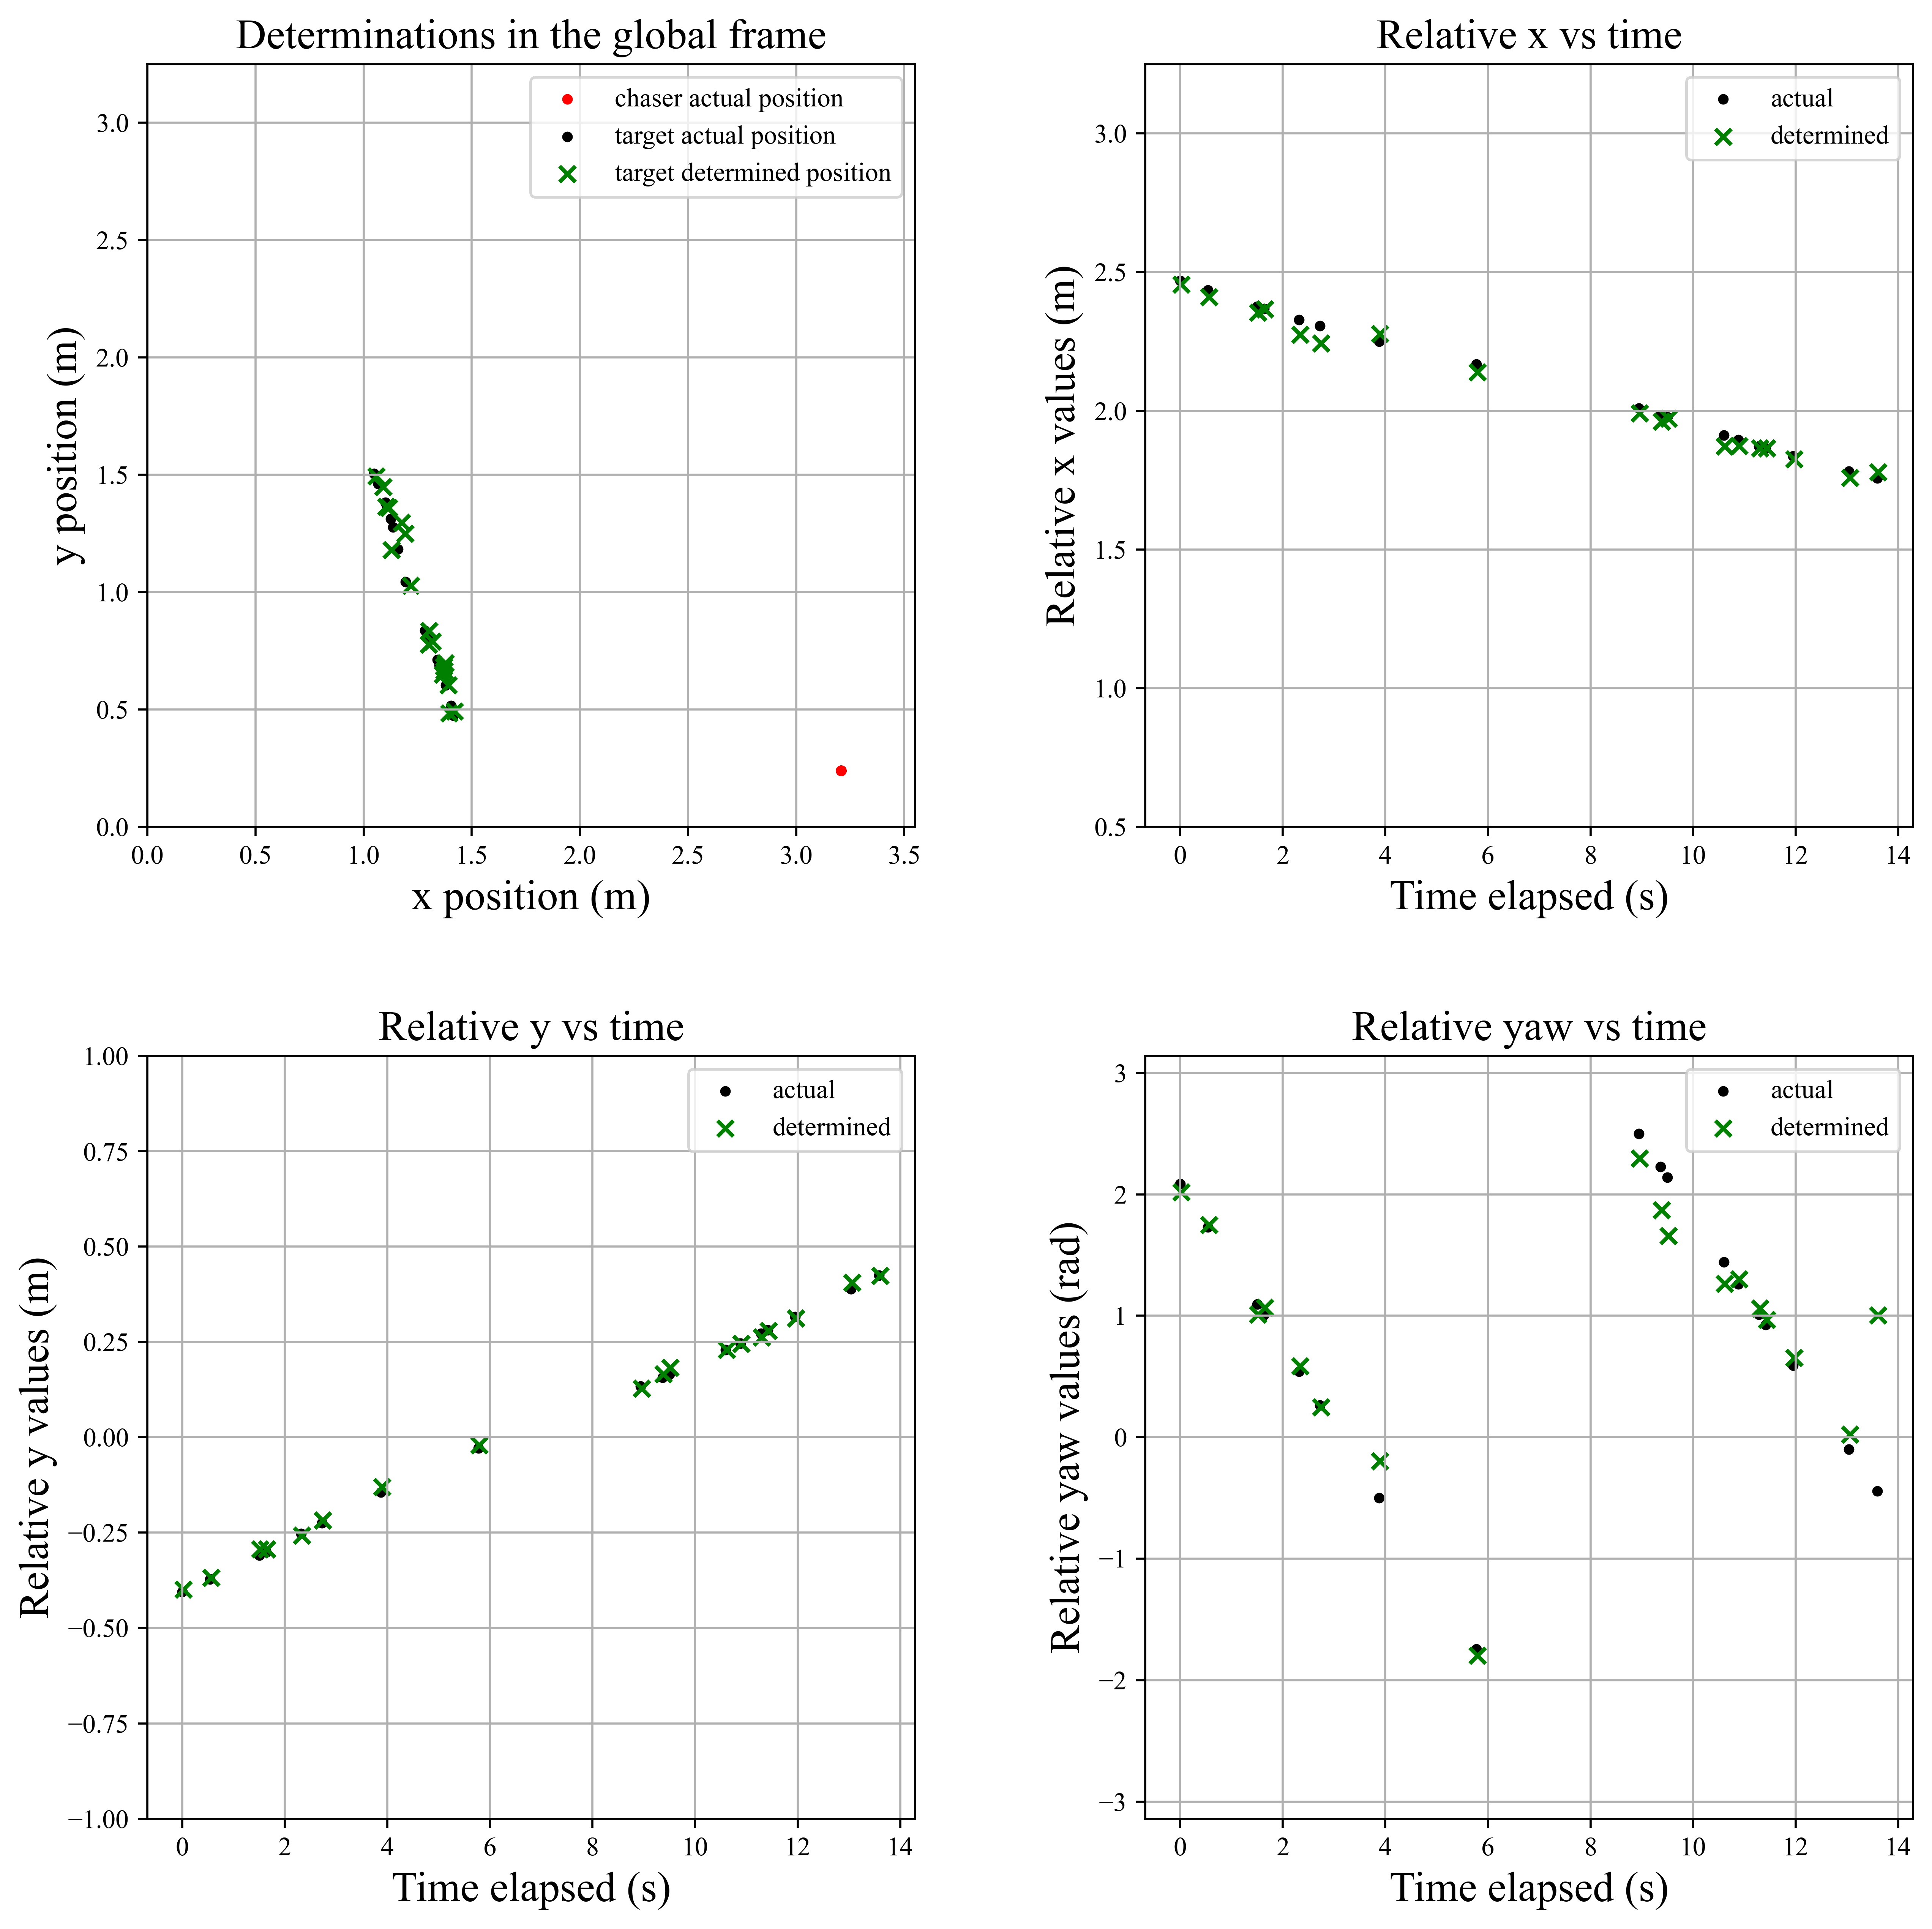 Determinations in the global frame
chaser actual position
target actual position
target determined position
3.0
2.5
2.0
1.5
1.0
0.5
0.0
y position (m)
0.0 0.5 1.0 1.5 2.0 2.5 3.0 3.5
x position (m)
Relative x vs time
actual
determined
3.0
2.5
2.0
1.5
1.0
0.5
Relative x values (m)
0 2 4 6 8 10 12 14
Time elapsed (s)
Relative y vs time
actual
determined
1.00
0.75
0.50
0.25
0.00
−0.25
−0.50
−0.75
−1.00
Relative y values (m)
0 2 4 6 8 10 12 14
Time elapsed (s)
Relative yaw vs time
actual
determined
3
2
1
0
−1
−2
−3
Relative yaw values (rad)
0 2 4 6 8 10 12 14
Time elapsed (s)